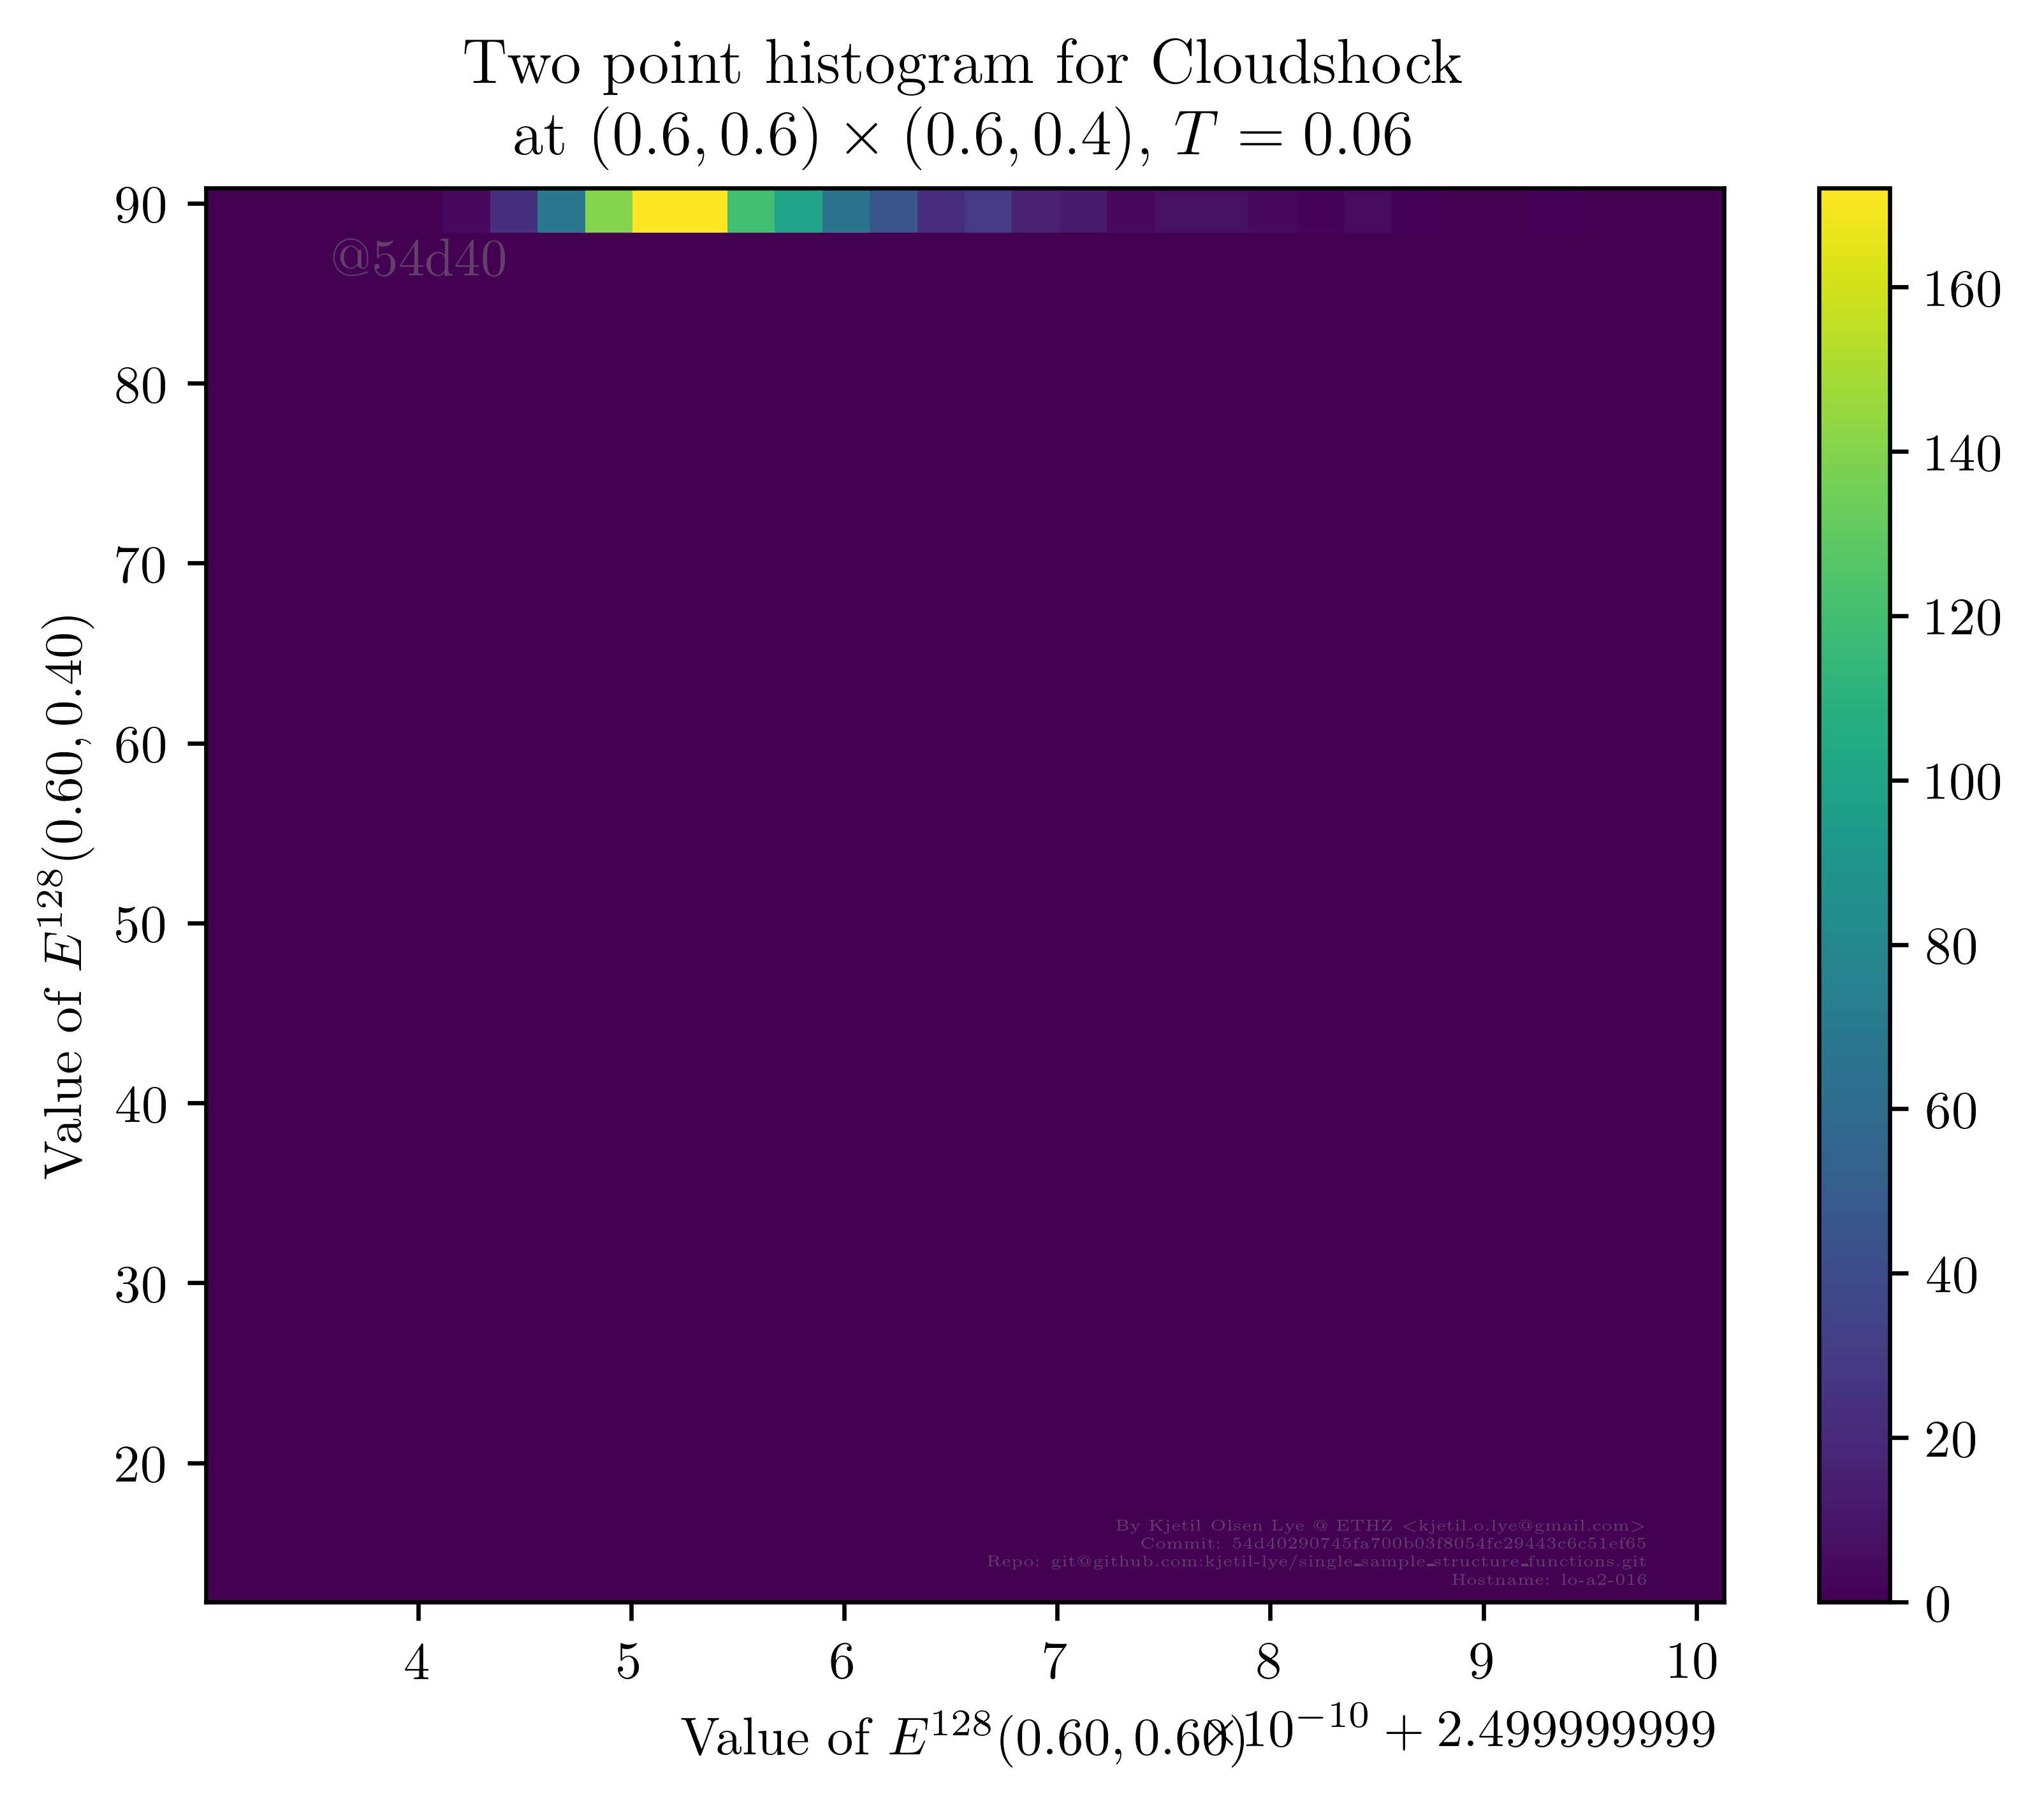 Two point histogram for Cloudshock
at (0.6, 0.6) × (0.6, 0.4), T = 0.06
90
80
70
60
50
40
30
20
Value of E¹²⁸(0.60, 0.40)
@54d40
By Kjetil Olsen Lye @ ETHZ <kjetil.o.lye@gmail.com>
Commit: 54d40290745fa700b03f8054fc29443c6c51ef65
Repo: git@github.com:kjetil-lye/single_sample_structure_functions.git
Hostname: lo-a2-016
4 5 6 7 8 9 10
Value of E¹²⁸(0.60, 0.60)
×10⁻¹⁰ + 2.499999999
160
140
120
100
80
60
40
20
0